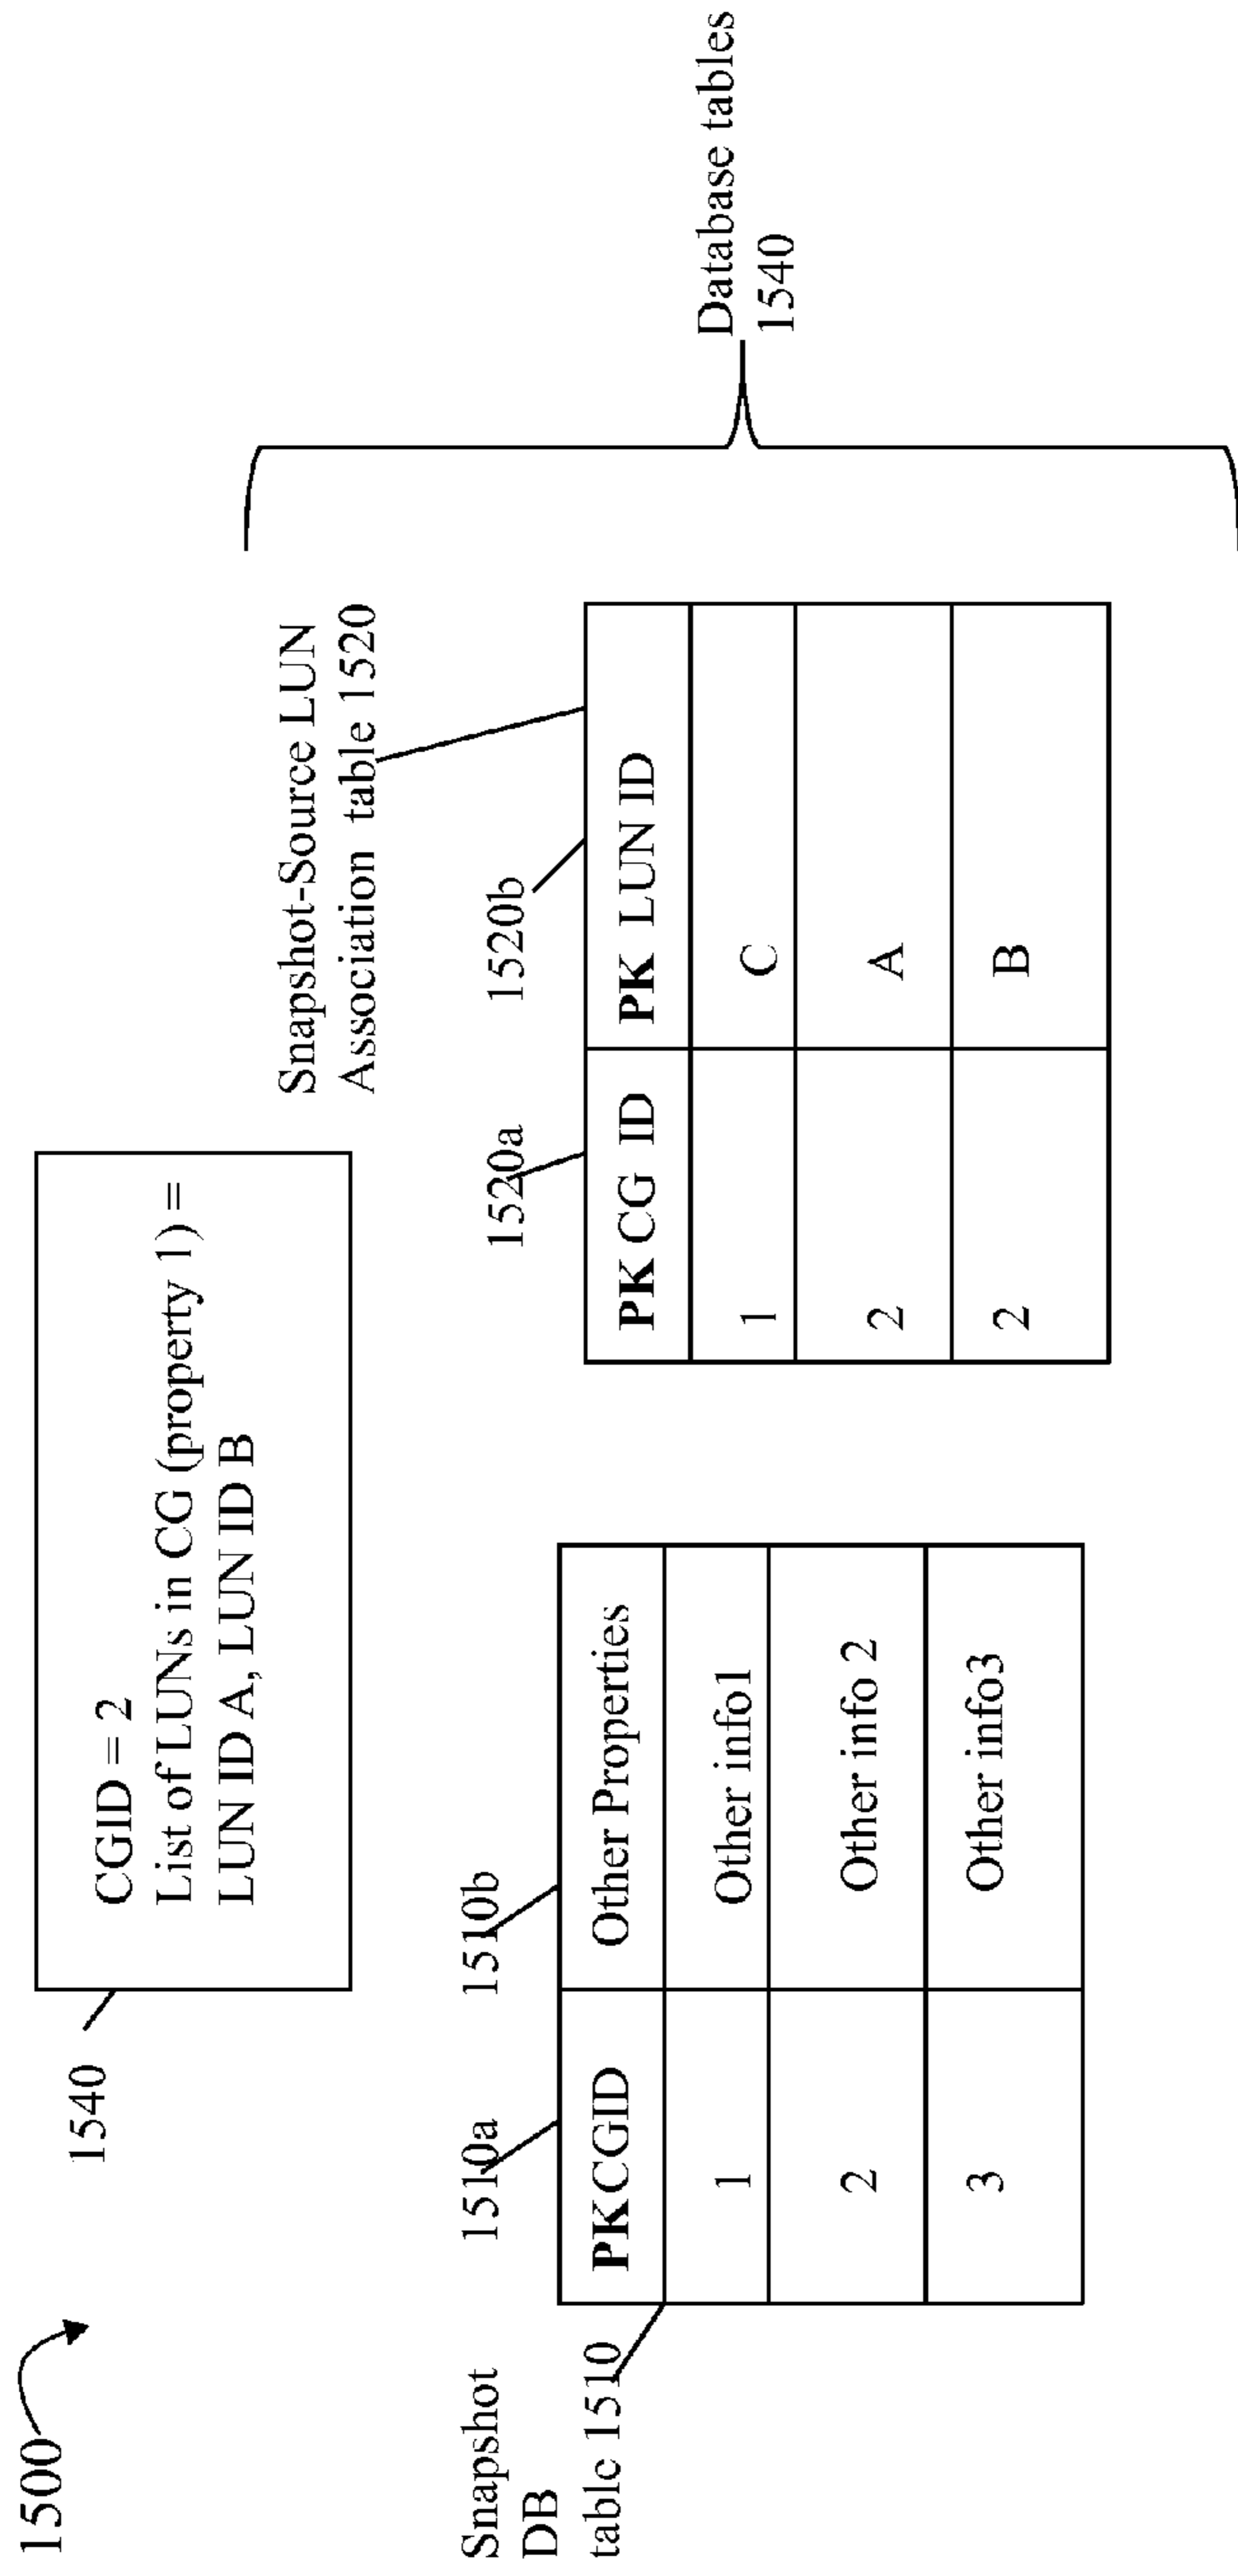 1500
1540
CGID = 2
List of LUNs in CG (property 1) =
LUN ID A, LUN ID B
Snapshot
DB
table 1510
1510a
1510b
PKCGID
Other Properties
1
Other info1
2
Other info 2
3
Other info3
Snapshot-Source LUN
Association table 1520
1520a
1520b
PK CG ID
PK LUN ID
1
C
2
A
2
B
Database tables
1540